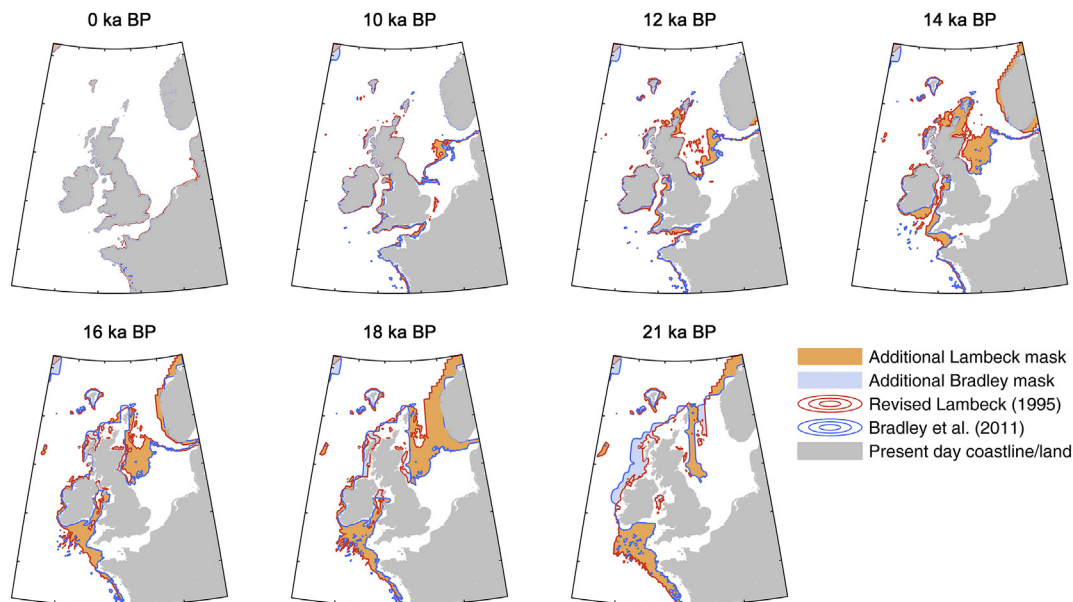 0 ka BP
10 ka BP
12 ka BP
14 ka BP
16 ka BP
18 ka BP
21 ka BP
Additional Lambeck mask
Additional Bradley mask
Revised Lambeck (1995)
Bradley et al. (2011)
Present day coastline/land